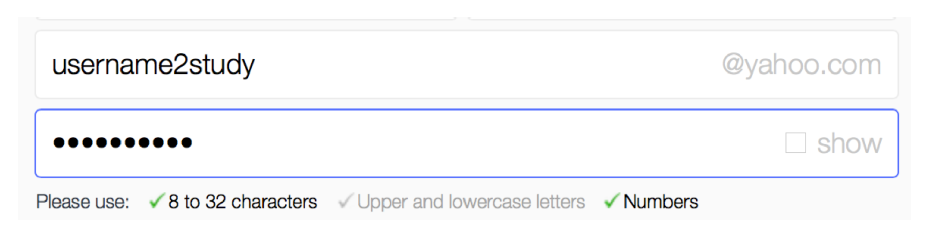 username2study @yahoo.com
•••••••••• show
Please use: ✓ 8 to 32 characters ✓ Upper and lowercase letters ✓ Numbers